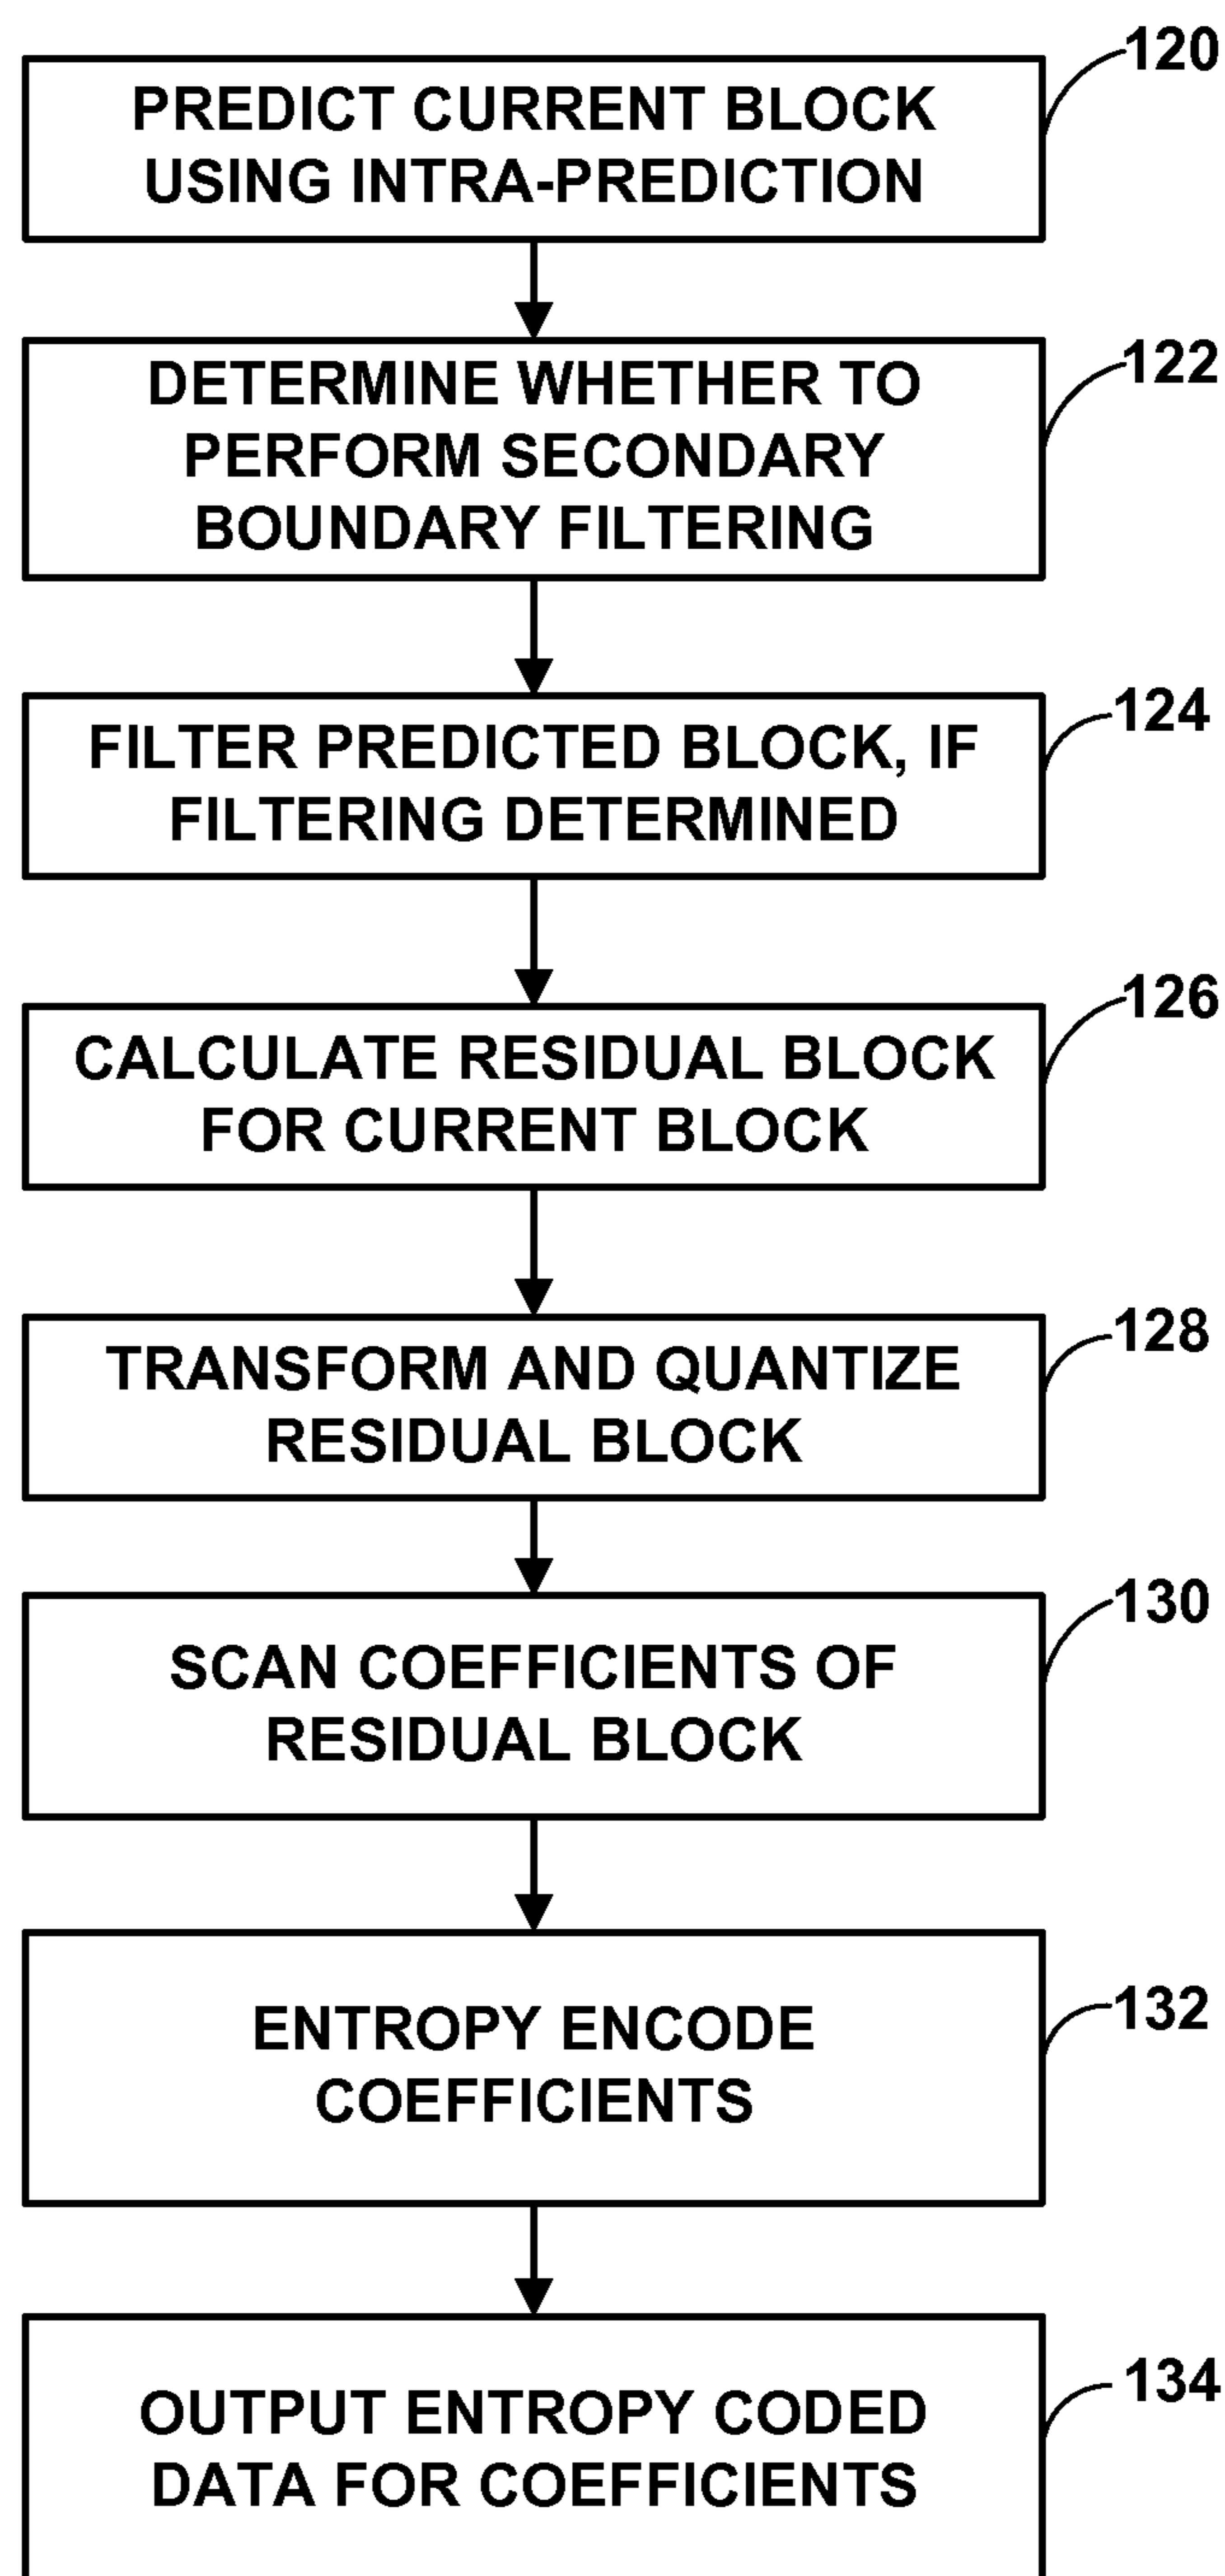 120
PREDICT CURRENT BLOCK
USING INTRA-PREDICTION
122
DETERMINE WHETHER TO
PERFORM SECONDARY
BOUNDARY FILTERING
124
FILTER PREDICTED BLOCK, IF
FILTERING DETERMINED
126
CALCULATE RESIDUAL BLOCK
FOR CURRENT BLOCK
128
TRANSFORM AND QUANTIZE
RESIDUAL BLOCK
130
SCAN COEFFICIENTS OF
RESIDUAL BLOCK
132
ENTROPY ENCODE
COEFFICIENTS
134
OUTPUT ENTROPY CODED
DATA FOR COEFFICIENTS